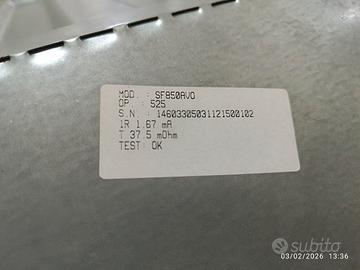 MOD. : SF850AVO
OP : 525
S.N. : 14603305031121500102
IR 1.67 mA
T 37.5 mOhm
TEST: OK
subito
03/02/2026 • 13:36